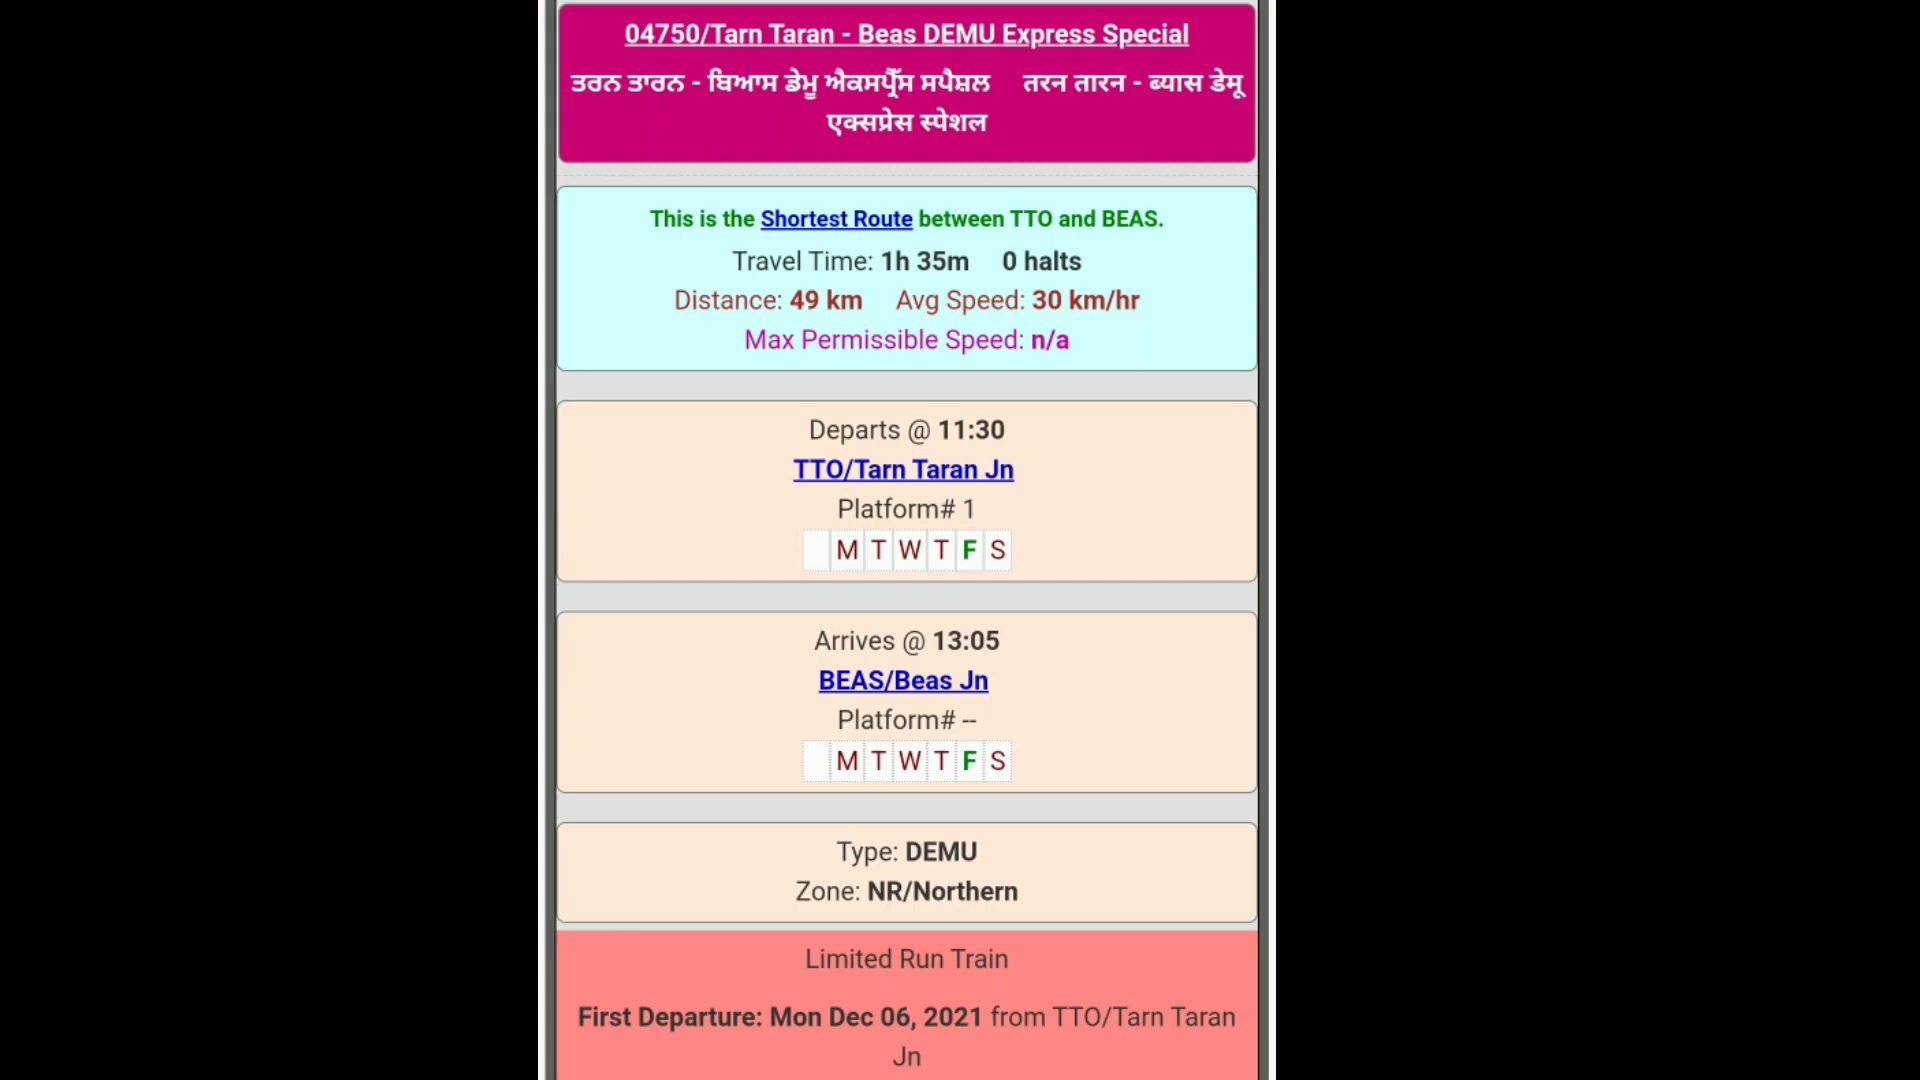 04750/Tarn Taran - Beas DEMU Express Special
ਤਰਨ ਤਾਰਨ - ਬਿਆਸ ਡੇਮੂ ਐਕਸਪ੍ਰੈੱਸ ਸਪੈਸ਼ਲ तरन तारन - ब्यास डेमू
एक्सप्रेस स्पेशल
This is the Shortest Route between TTO and BEAS.
Travel Time: 1h 35m 0 halts
Distance: 49 km Avg Speed: 30 km/hr
Max Permissible Speed: n/a
Departs @ 11:30
TTO/Tarn Taran Jn
Platform# 1
M T W T F S
Arrives @ 13:05
BEAS/Beas Jn
Platform# --
M T W T F S
Type: DEMU
Zone: NR/Northern
Limited Run Train
First Departure: Mon Dec 06, 2021 from TTO/Tarn Taran
Jn